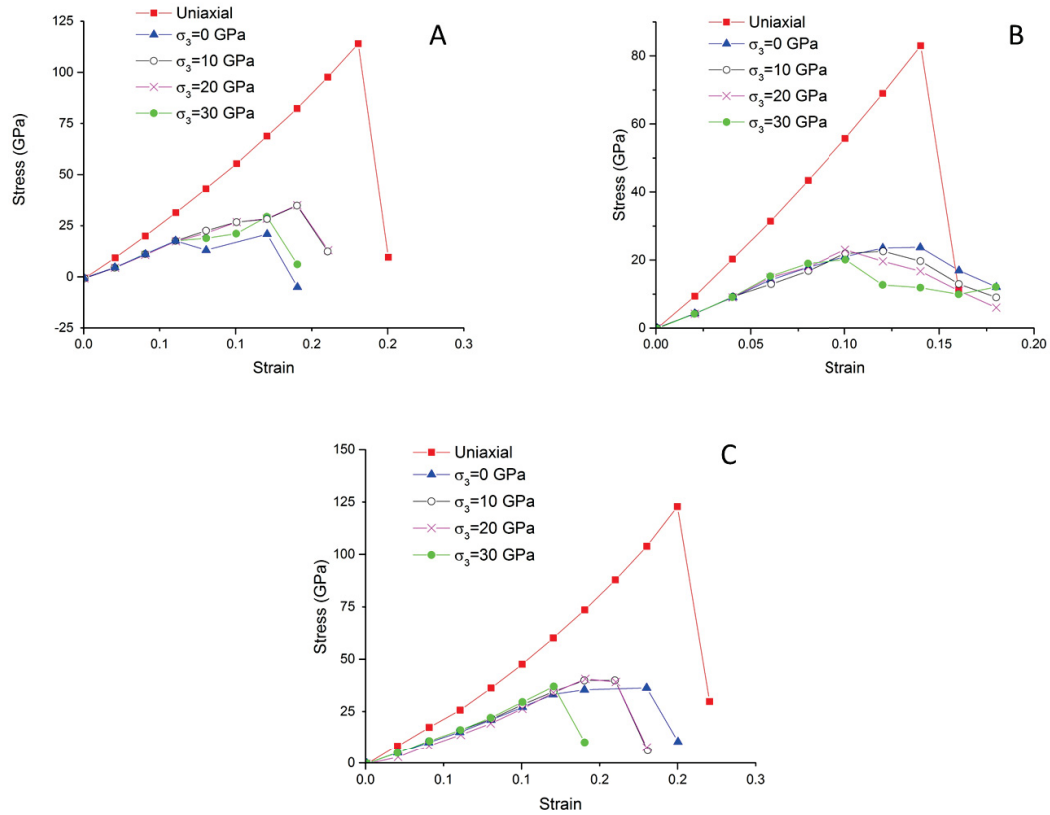 A
Uniaxial
σ₃=0 GPa
σ₃=10 GPa
σ₃=20 GPa
σ₃=30 GPa
Stress (GPa)
125
100
75
50
25
0
-25
0.0 0.1 0.1 0.2 0.2 0.3
Strain
B
Uniaxial
σ₃=0 GPa
σ₃=10 GPa
σ₃=20 GPa
σ₃=30 GPa
Stress (GPa)
80
60
40
20
0
0.00 0.05 0.10 0.15 0.20
Strain
C
Uniaxial
σ₃=0 GPa
σ₃=10 GPa
σ₃=20 GPa
σ₃=30 GPa
Stress (GPa)
150
125
100
75
50
25
0
0.0 0.1 0.1 0.2 0.2 0.3
Strain